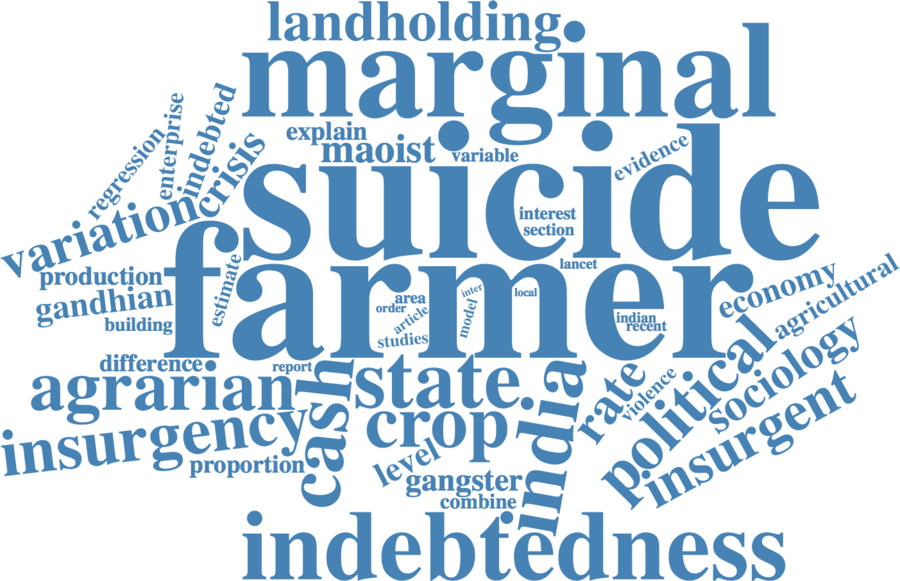 landholding
marginal
explain
maoist
variable
evidence
regression
enterprise
indebted
crisis
suicide
interest
section
variation
lancet
farmer
production
gandhian
building
estimate
area
order
article
studies
model
inter
local
indian
recent
economy
agricultural
difference
report
agrarian
state
cash
crop
india
rate
violence
political
sociology
insurgent
insurgency
proportion
level
gangster
combine
indebtedness